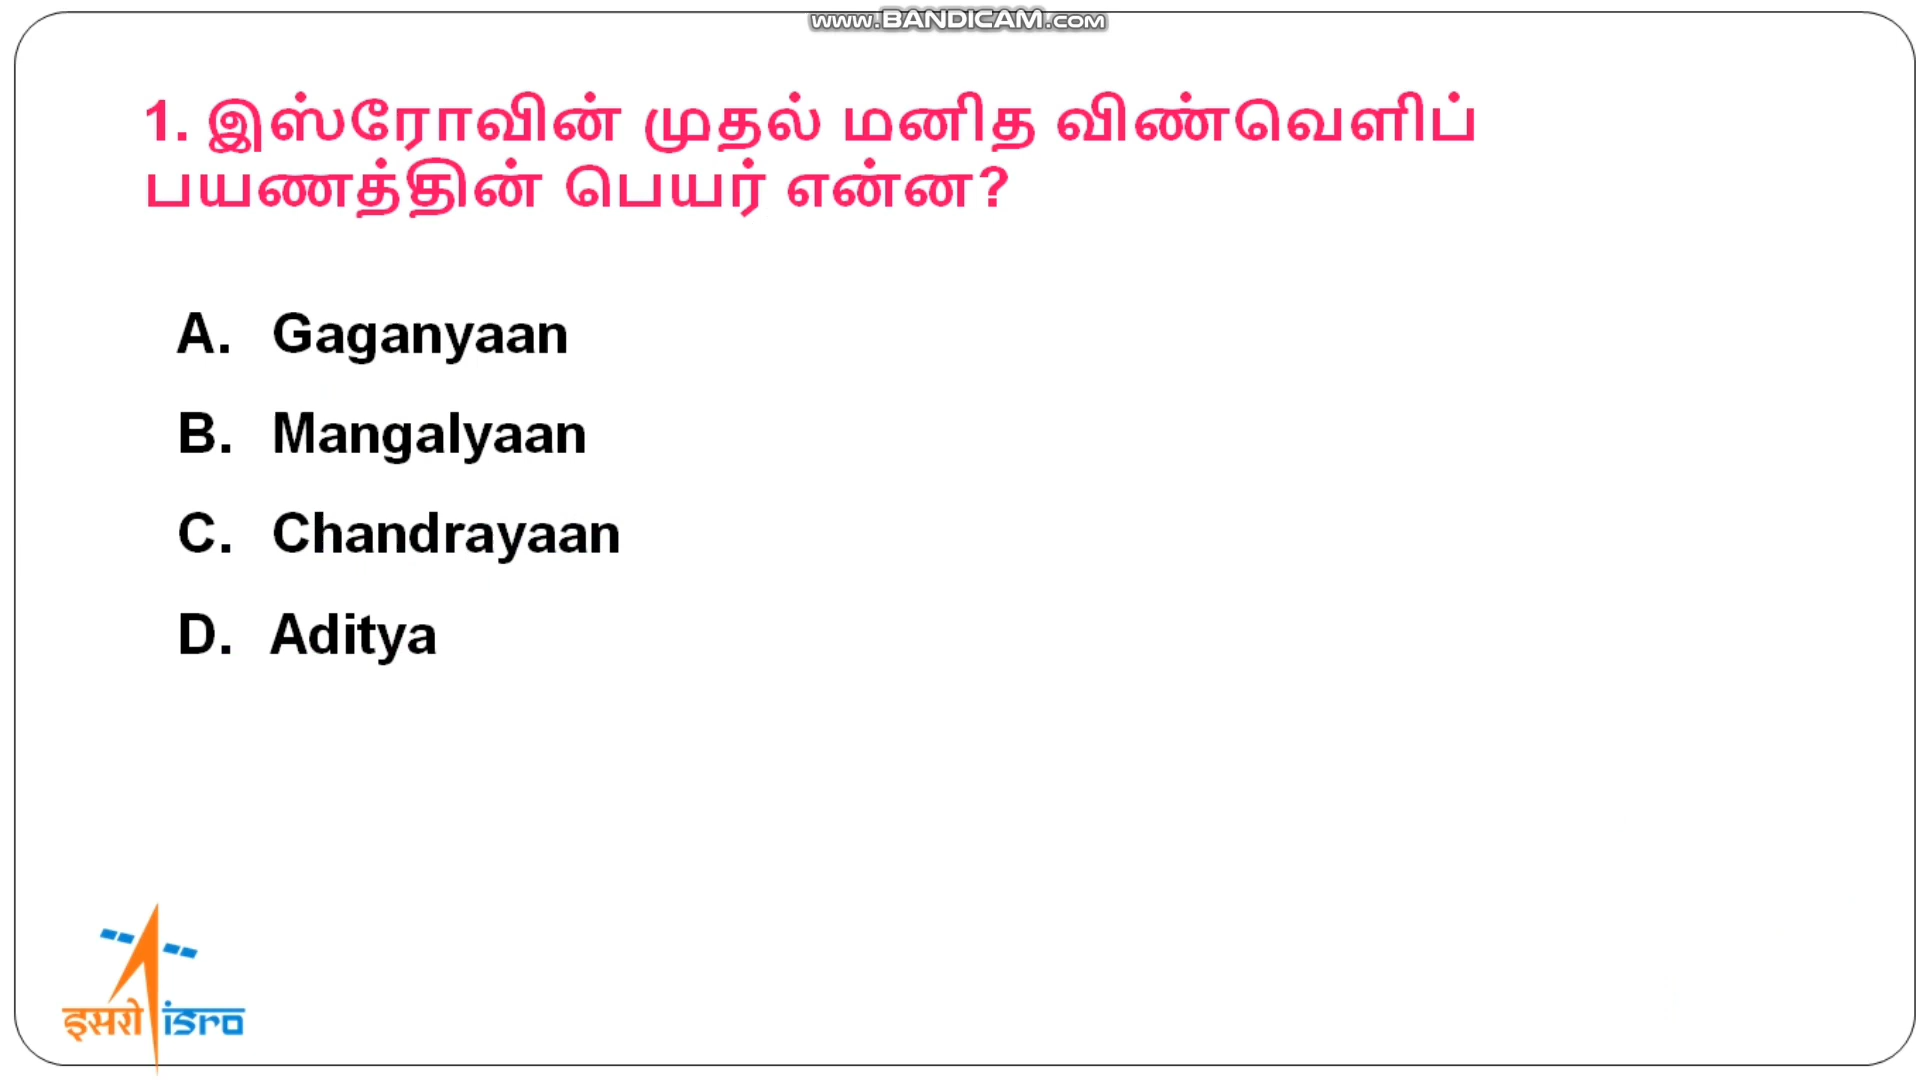 www.BANDICAM.com
1. இஸ்ரோவின் முதல் மனித விண்வெளிப்
பயணத்தின் பெயர் என்ன?
A. Gaganyaan
B. Mangalyaan
C. Chandrayaan
D. Aditya
इसरो isro